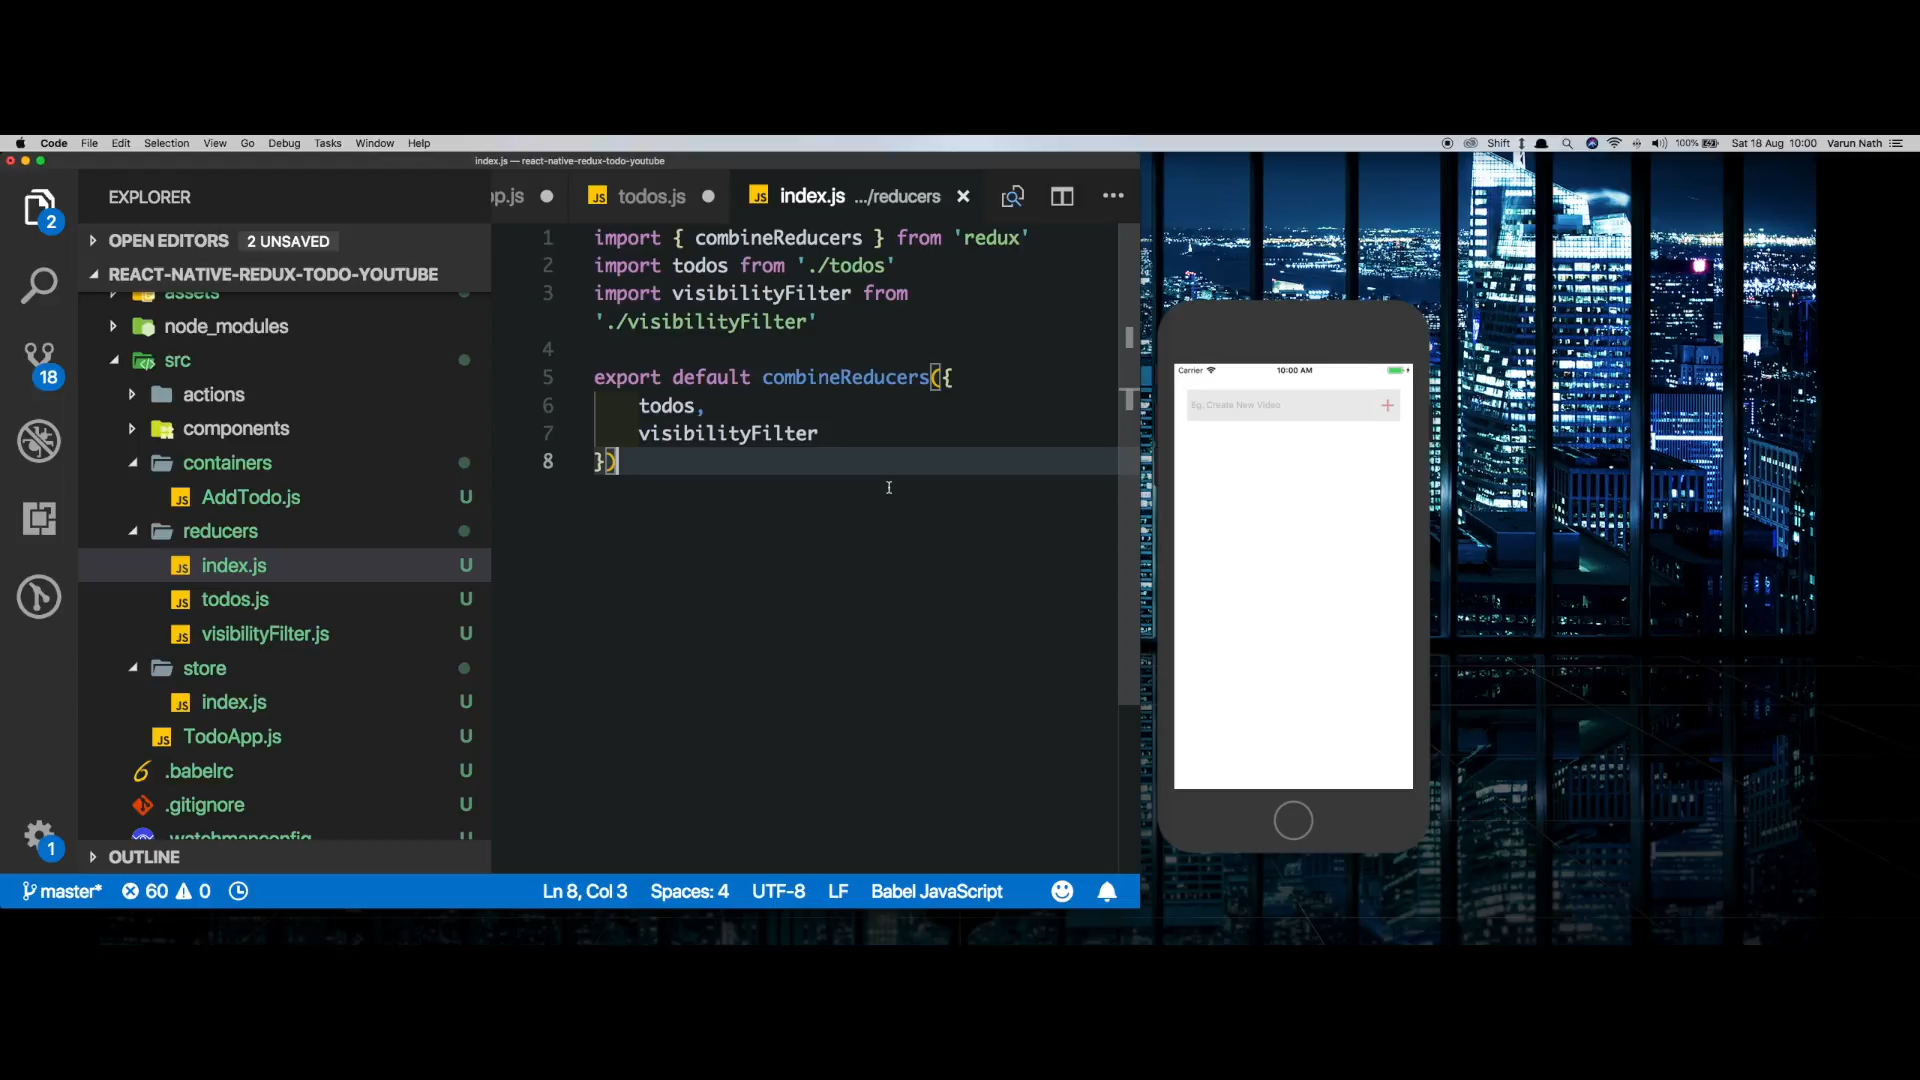 Code File Edit Selection View Go Debug Tasks Window Help
Shift 100% Sat 18 Aug 10:00 Varun Nath
index.js — react-native-redux-todo-youtube
EXPLORER
OPEN EDITORS 2 UNSAVED
REACT-NATIVE-REDUX-TODO-YOUTUBE
assets
node_modules
src
actions
components
containers
AddTodo.js U
reducers
index.js U
todos.js U
visibilityFilter.js U
store
index.js U
TodoApp.js U
.babelrc U
.gitignore U
.watchmanconfig U
OUTLINE
2
18
1
pp.js
JS todos.js
JS index.js .../reducers
1 import { combineReducers } from 'redux'
2 import todos from './todos'
3 import visibilityFilter from
'./visibilityFilter'
4
5 export default combineReducers({
6 todos,
7 visibilityFilter
8 })
master* 60 0
Ln 8, Col 3 Spaces: 4 UTF-8 LF Babel JavaScript
Carrier 10:00 AM
Eg, Create New Video +